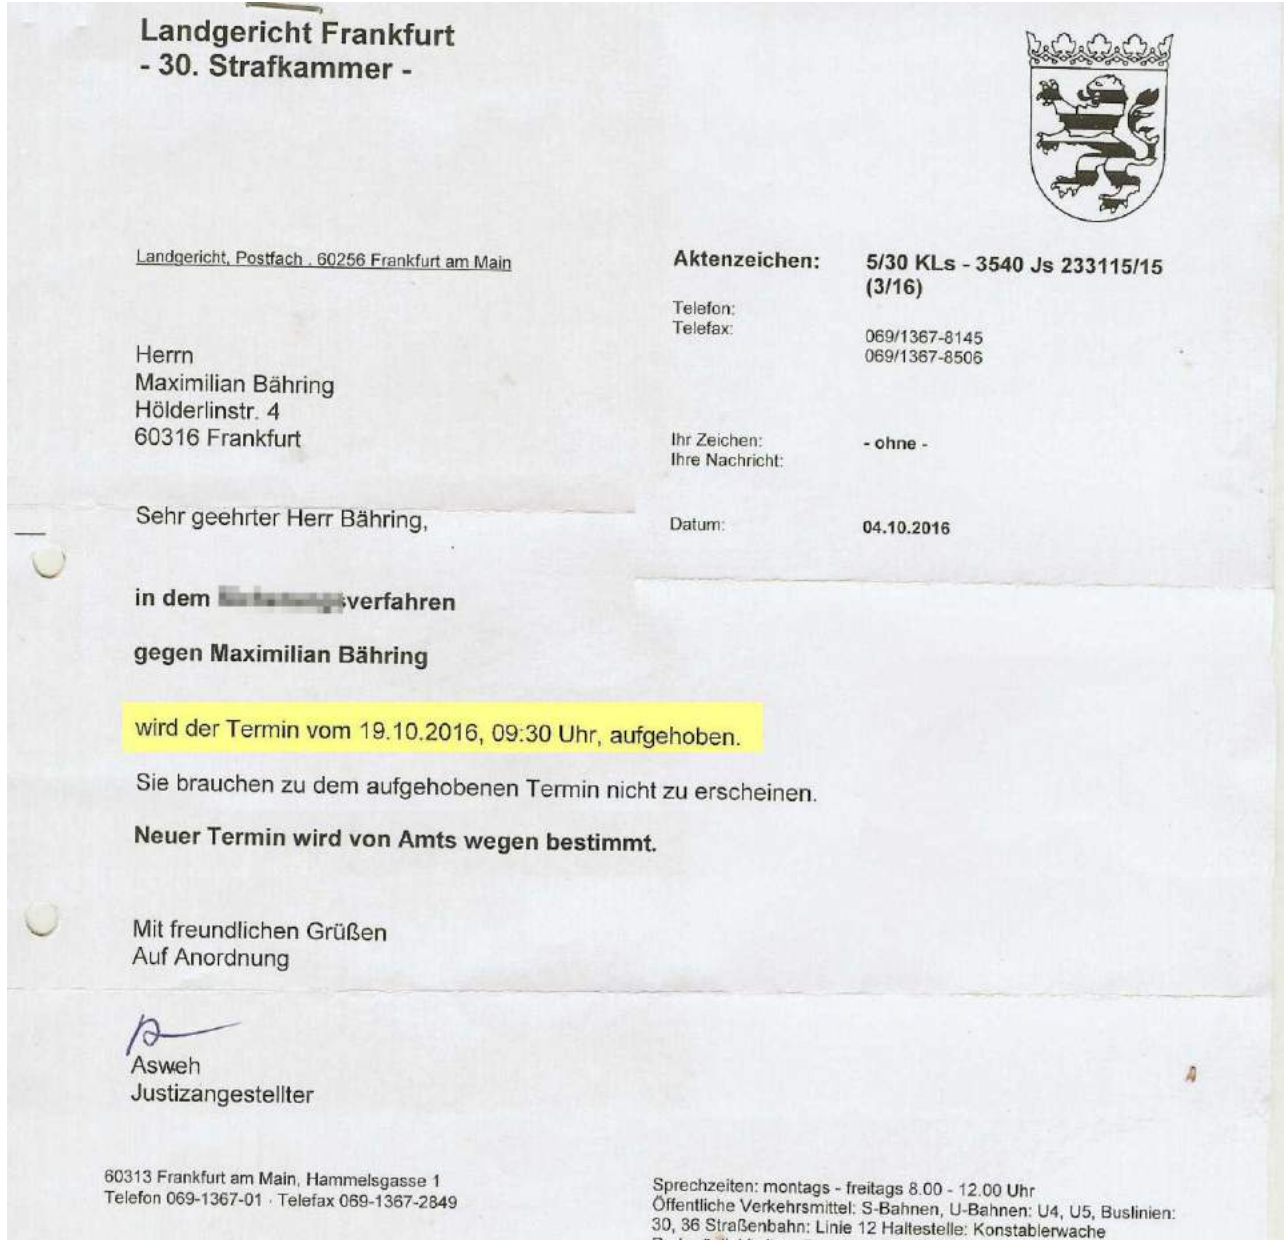 Landgericht Frankfurt
- 30. Strafkammer -
Landgericht, Postfach . 60256 Frankfurt am Main
Aktenzeichen: 5/30 KLs - 3540 Js 233115/15
(3/16)
Telefon: 069/1367-8145
Telefax: 069/1367-8506
Herrn
Maximilian Bähring
Hölderlinstr. 4
60316 Frankfurt
Ihr Zeichen: - ohne -
Ihre Nachricht:
Datum: 04.10.2016
Sehr geehrter Herr Bähring,
in dem verfahren
gegen Maximilian Bähring
wird der Termin vom 19.10.2016, 09:30 Uhr, aufgehoben.
Sie brauchen zu dem aufgehobenen Termin nicht zu erscheinen.
Neuer Termin wird von Amts wegen bestimmt.
Mit freundlichen Grüßen
Auf Anordnung
Asweh
Justizangestellter
60313 Frankfurt am Main, Hammelsgasse 1
Telefon 069-1367-01 · Telefax 069-1367-2849
Sprechzeiten: montags - freitags 8.00 - 12.00 Uhr
Öffentliche Verkehrsmittel: S-Bahnen, U-Bahnen: U4, U5, Buslinien:
30, 36 Straßenbahn: Linie 12 Haltestelle: Konstablerwache